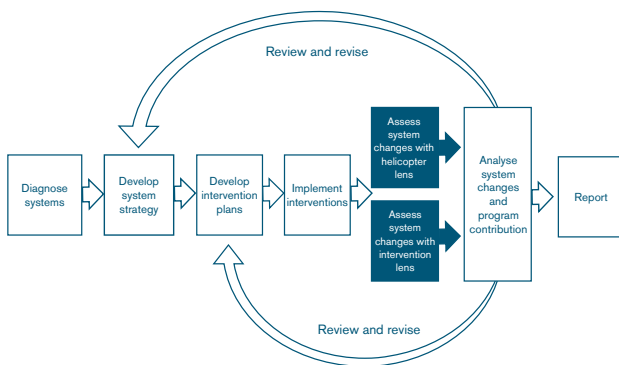 Review and revise
Diagnose
systems
Develop
system
strategy
Develop
intervention
plans
Implement
interventions
Assess
system
changes with
helicopter
lens
Assess system
changes with
intervention
lens
Analyse
system
changes
and
program
contribution
Report
Review and revise